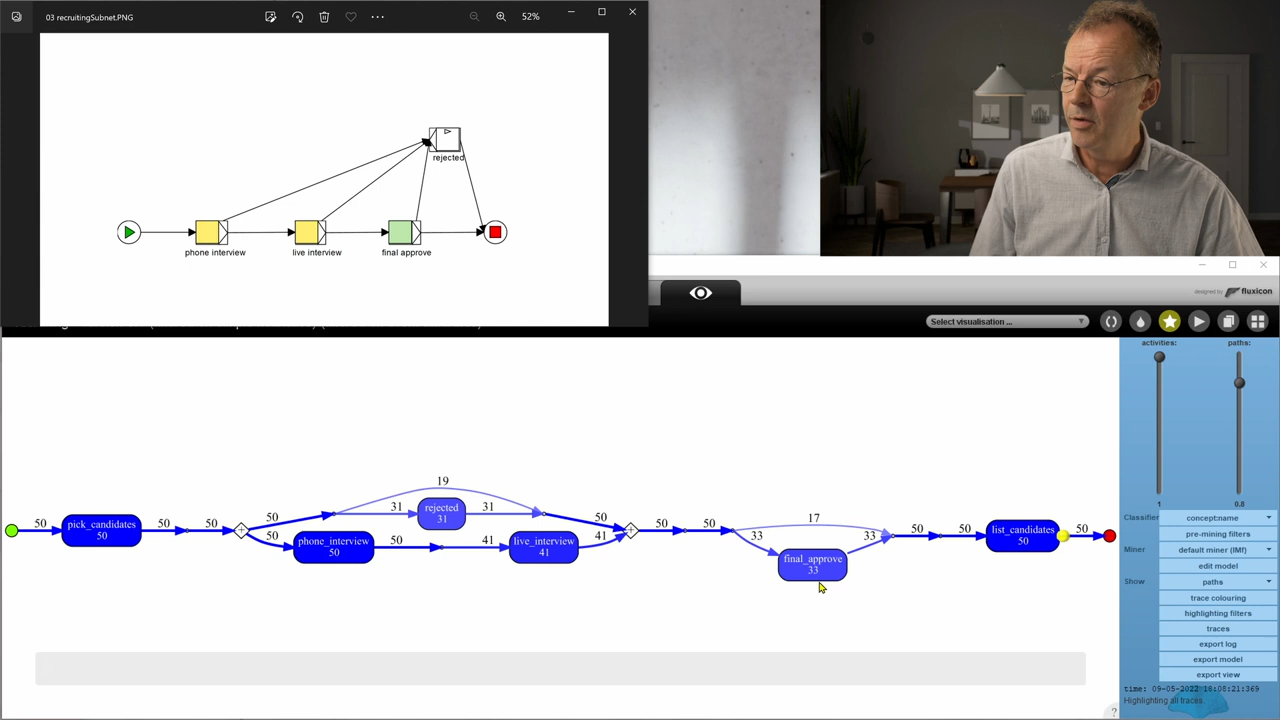 03 recruitingSubnet.PNG
52%
rejected
phone interview
live interview
final approve
designed by fluxicon
Select visualisation ...
activities:
paths:
1
0.8
19
50
31
rejected
31
31
50
50
pick_candidates
50
50
50
50
phone_interview
50
50
41
live_interview
41
41
50
50
17
33
final_approve
33
33
50
50
list_candidates
50
50
Classifier
concept:name
pre-mining filters
Miner
default miner (IMf)
edit model
Show
paths
trace colouring
highlighting filters
traces
export log
export model
export view
time: 09-05-2022 16:08:21:369
Highlighting all traces.
?